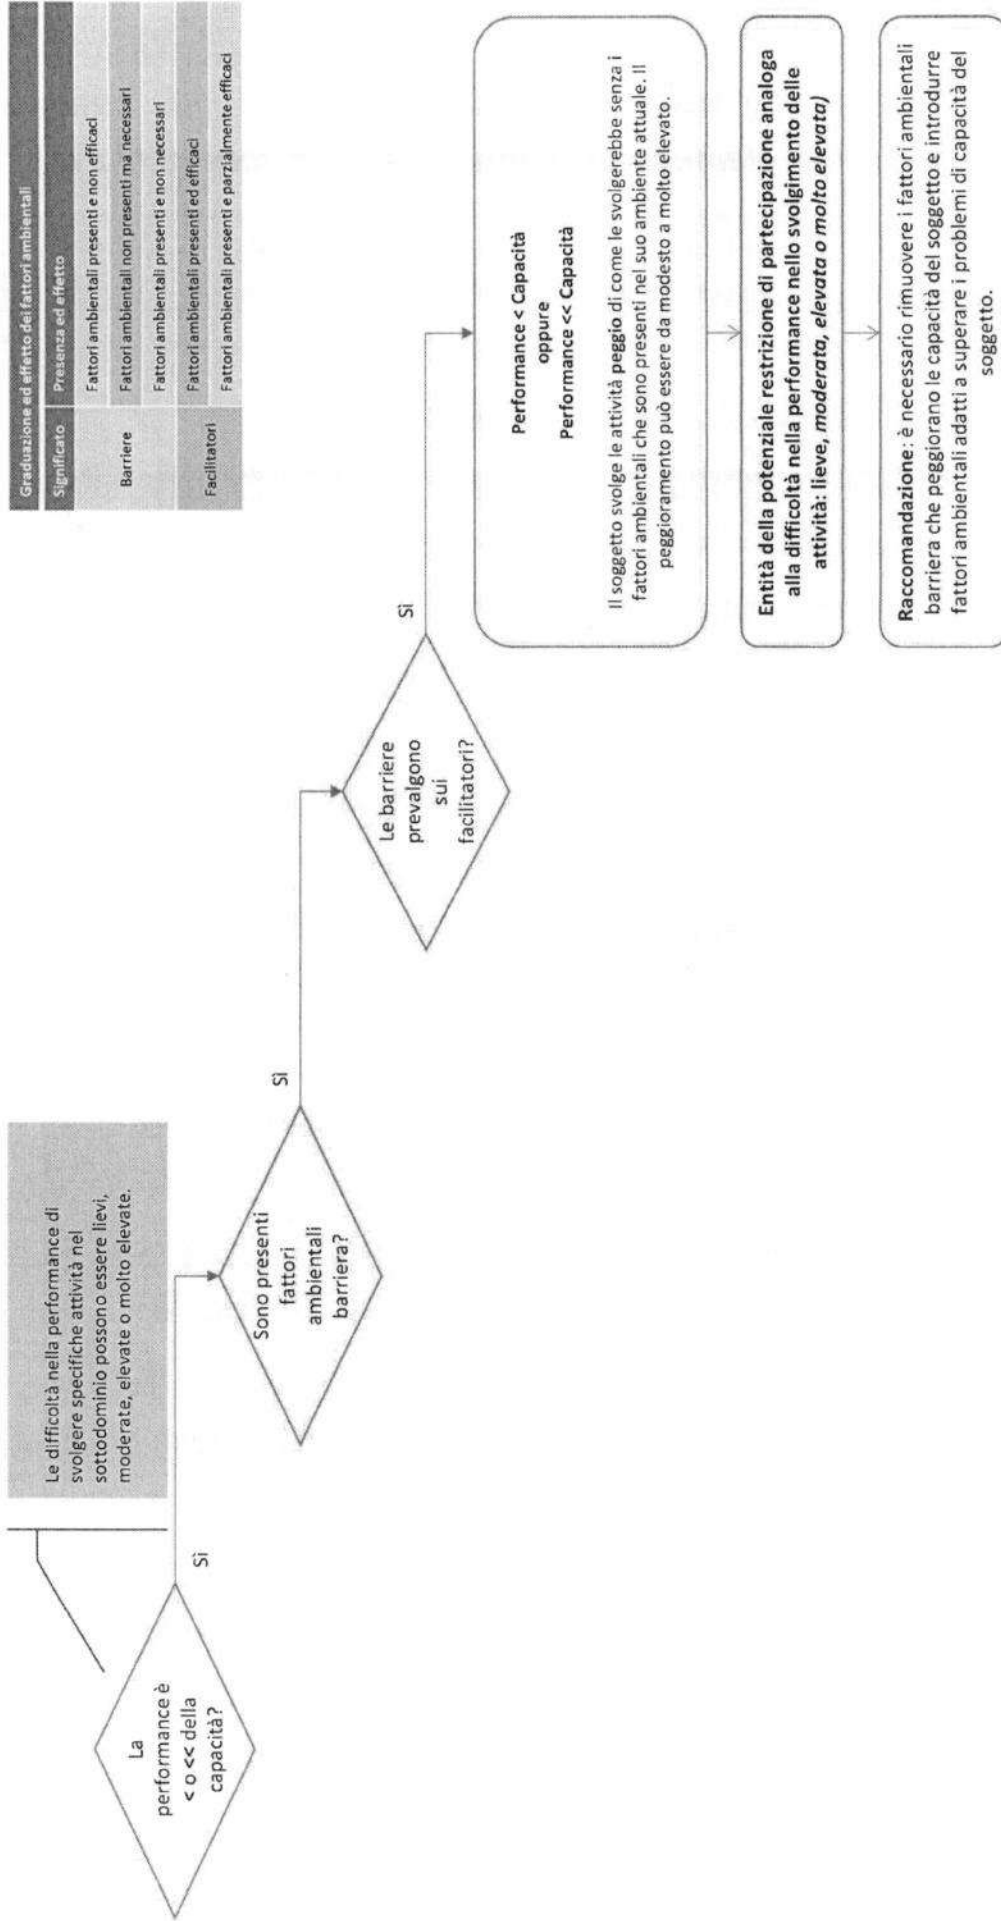 Graduazione ed effetto dei fattori ambientali
Significato Presenza ed effetto
Barriere
Fattori ambientali presenti e non efficaci
Fattori ambientali non presenti ma necessari
Fattori ambientali presenti e non necessari
Facilitatori
Fattori ambientali presenti ed efficaci
Fattori ambientali presenti e parzialmente efficaci
Le difficoltà nella performance di
svolgere specifiche attività nel
sottodominio possono essere lievi,
moderate, elevate o molto elevate.
La
performance è
< o << della
capacità?
Sì
Sono presenti
fattori
ambientali
barriera?
Sì
Le barriere
prevalgono
sui
facilitatori?
Sì
Performance < Capacità
oppure
Performance << Capacità
Il soggetto svolge le attività peggio di come le svolgerebbe senza i
fattori ambientali che sono presenti nel suo ambiente attuale. Il
peggioramento può essere da modesto a molto elevato.
Entità della potenziale restrizione di partecipazione analoga
alla difficoltà nella performance nello svolgimento delle
attività: lieve, moderata, elevata o molto elevata)
Raccomandazione: è necessario rimuovere i fattori ambientali
barriera che peggiorano le capacità del soggetto e introdurre
fattori ambientali adatti a superare i problemi di capacità del
soggetto.